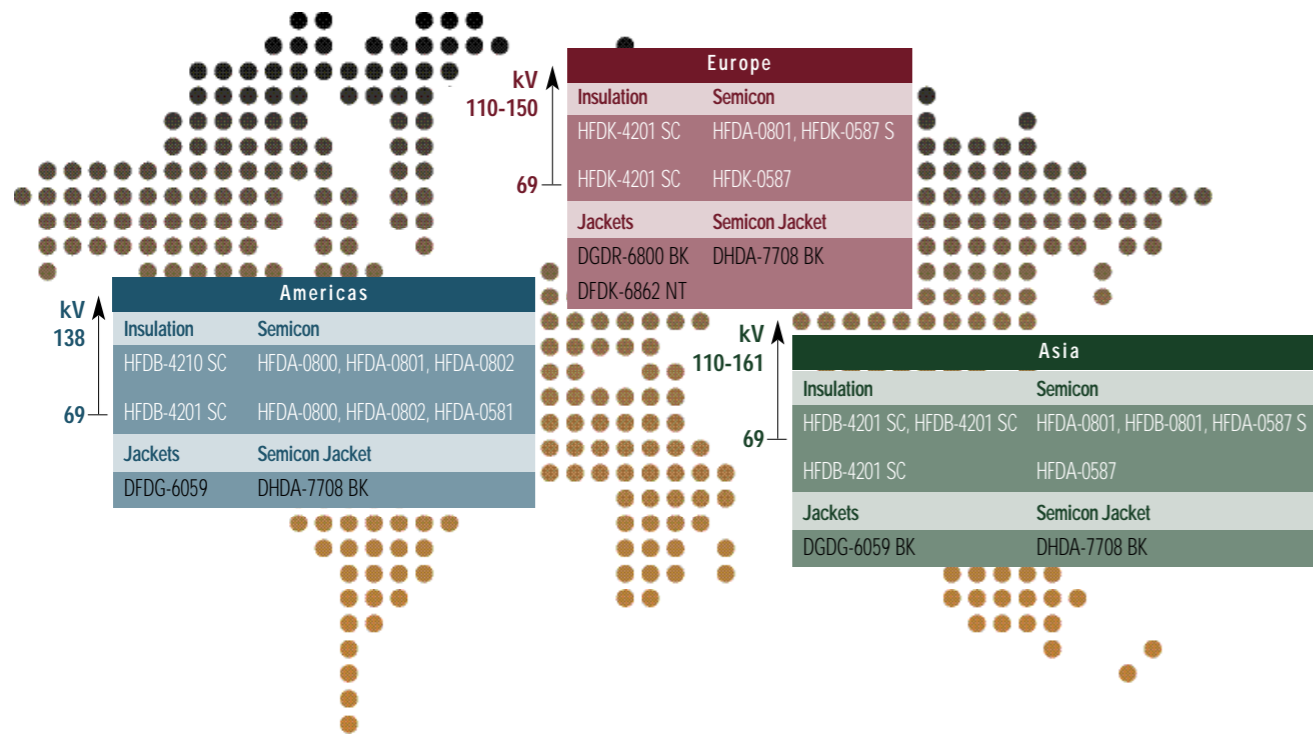 Europe
kV
110-150
Insulation Semicon
HFDK-4201 SC HFDA-0801, HFDK-0587 S
69 HFDK-4201 SC HFDK-0587
Jackets Semicon Jacket
DGDR-6800 BK DHDA-7708 BK
DFDK-6862 NT
Americas
kV
138
Insulation Semicon
HFDB-4210 SC HFDA-0800, HFDA-0801, HFDA-0802
69 HFDB-4201 SC HFDA-0800, HFDA-0802, HFDA-0581
Jackets Semicon Jacket
DFDG-6059 DHDA-7708 BK
kV
110-161
Asia
Insulation Semicon
HFDB-4201 SC, HFDB-4201 SC HFDA-0801, HFDB-0801, HFDA-0587 S
69
HFDB-4201 SC HFDA-0587
Jackets Semicon Jacket
DGDG-6059 BK DHDA-7708 BK